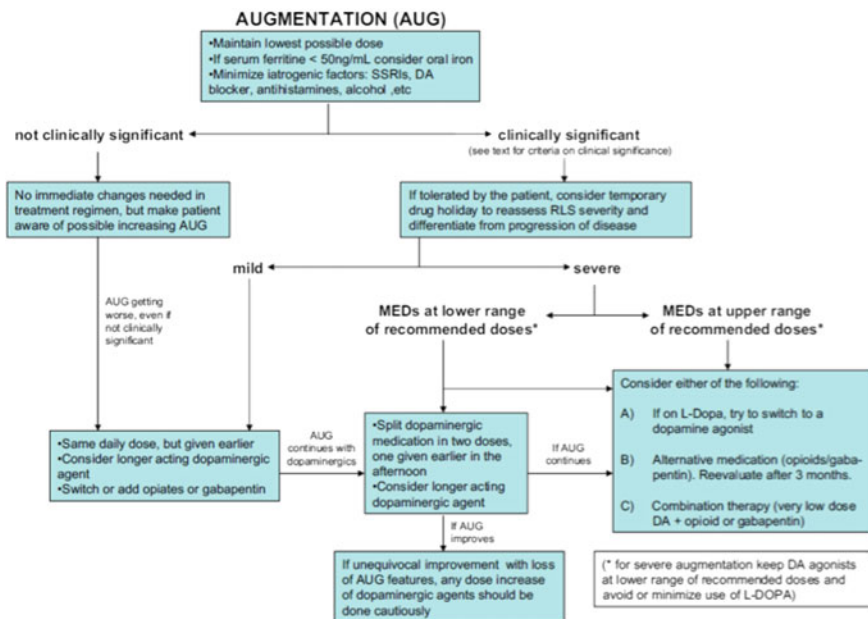 AUGMENTATION (AUG)
•Maintain lowest possible dose
•If serum ferritine < 50ng/mL consider oral iron
•Minimize iatrogenic factors: SSRIs, DA
blocker, antihistamines, alcohol ,etc
not clinically significant
clinically significant
(see text for criteria on clinical significance)
No immediate changes needed in
treatment regimen, but make patient
aware of possible increasing AUG
If tolerated by the patient, consider temporary
drug holiday to reassess RLS severity and
differentiate from progression of disease
mild
severe
AUG getting
worse, even if
not clinically
significant
MEDs at lower range
of recommended doses*
MEDs at upper range
of recommended doses*
•Same daily dose, but given earlier
•Consider longer acting dopaminergic
agent
•Switch or add opiates or gabapentin
AUG
continues with
dopaminergics
•Split dopaminergic
medication in two doses,
one given earlier in the
afternoon
•Consider longer acting
dopaminergic agent
If AUG
continues
Consider either of the following:
A) If on L-Dopa, try to switch to a
dopamine agonist
B) Alternative medication (opioids/gaba-
pentin). Reevaluate after 3 months.
C) Combination therapy (very low dose
DA + opioid or gabapentin)
If AUG
improves
If unequivocal improvement with loss
of AUG features, any dose increase
of dopaminergic agents should be
done cautiously
(* for severe augmentation keep DA agonists
at lower range of recommended doses and
avoid or minimize use of L-DOPA)